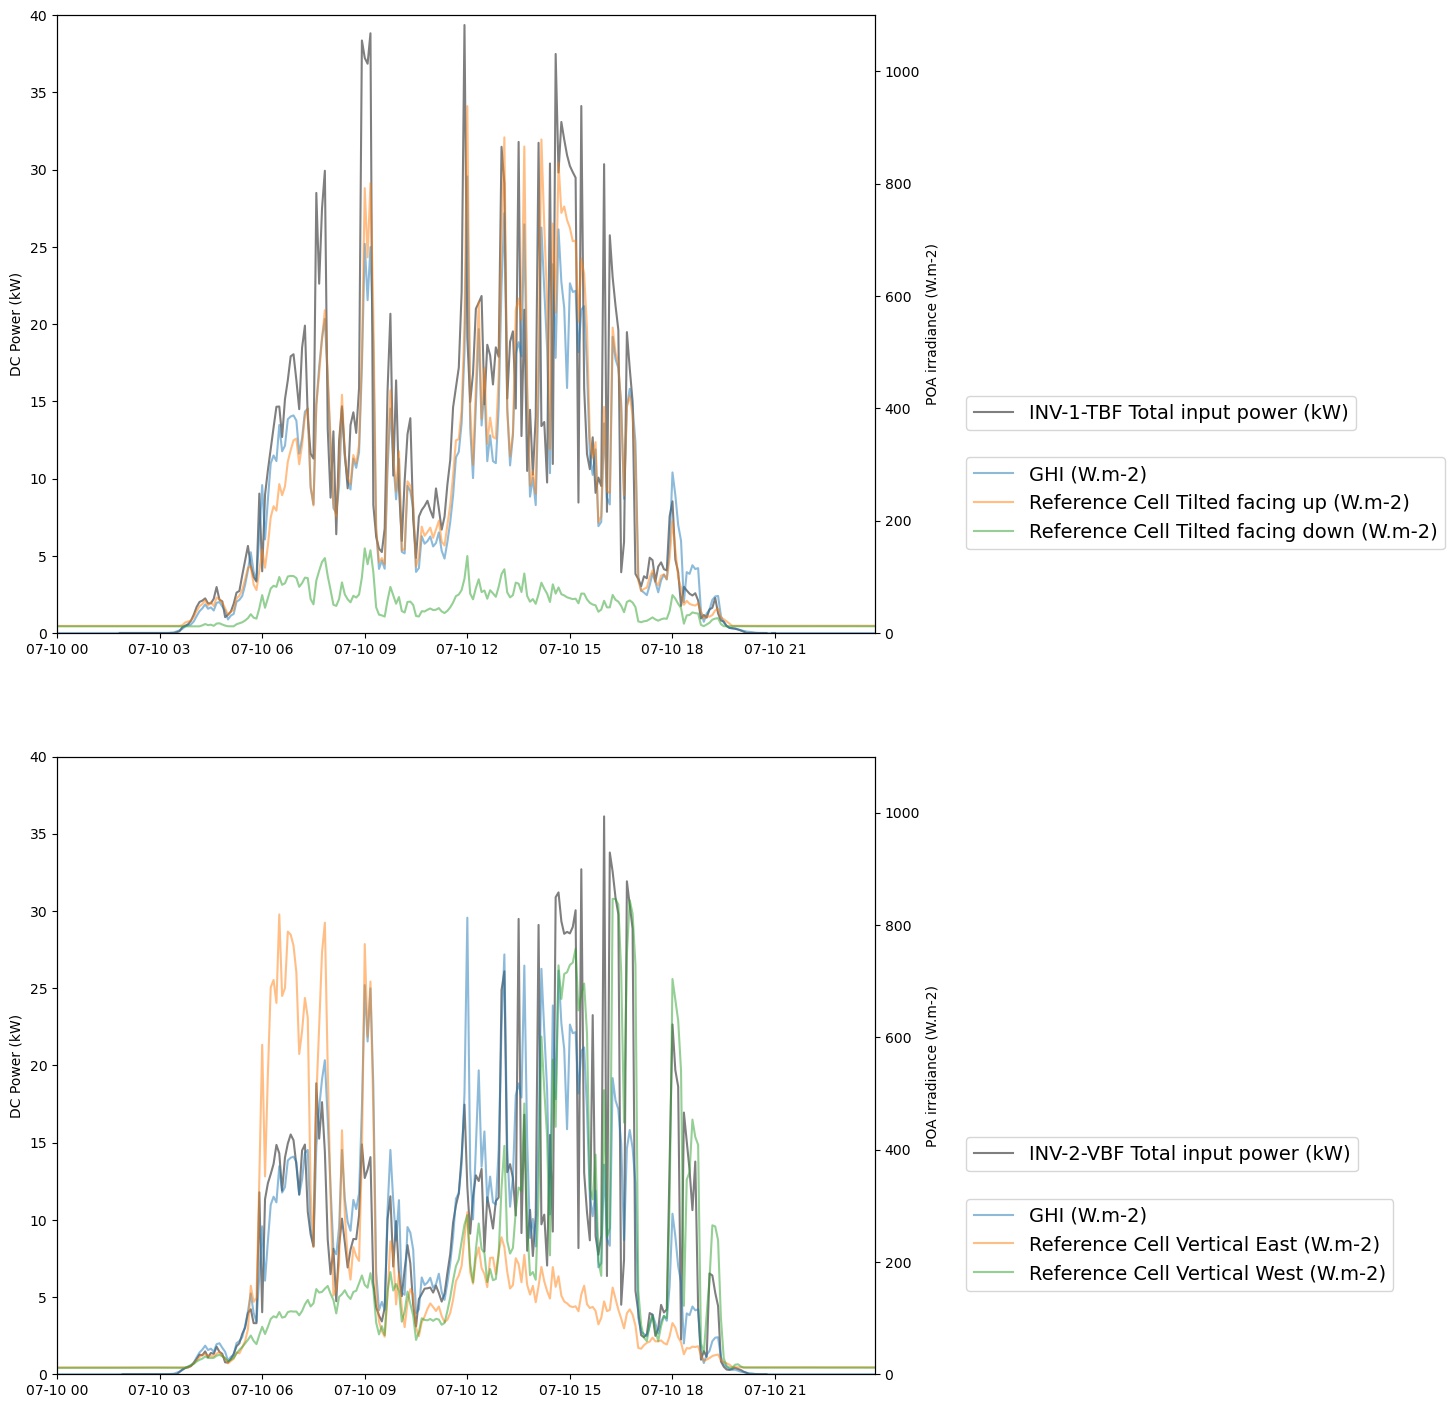 40
35
30
25
20
15
10
5
0
DC Power (kW)
1000
800
600
400
200
0
POA irradiance (W.m-2)
07-10 00 07-10 03 07-10 06 07-10 09 07-10 12 07-10 15 07-10 18 07-10 21
INV-1-TBF Total input power (kW)
GHI (W.m-2)
Reference Cell Tilted facing up (W.m-2)
Reference Cell Tilted facing down (W.m-2)
40
35
30
25
20
15
10
5
0
DC Power (kW)
1000
800
600
400
200
0
POA irradiance (W.m-2)
07-10 00 07-10 03 07-10 06 07-10 09 07-10 12 07-10 15 07-10 18 07-10 21
INV-2-VBF Total input power (kW)
GHI (W.m-2)
Reference Cell Vertical East (W.m-2)
Reference Cell Vertical West (W.m-2)